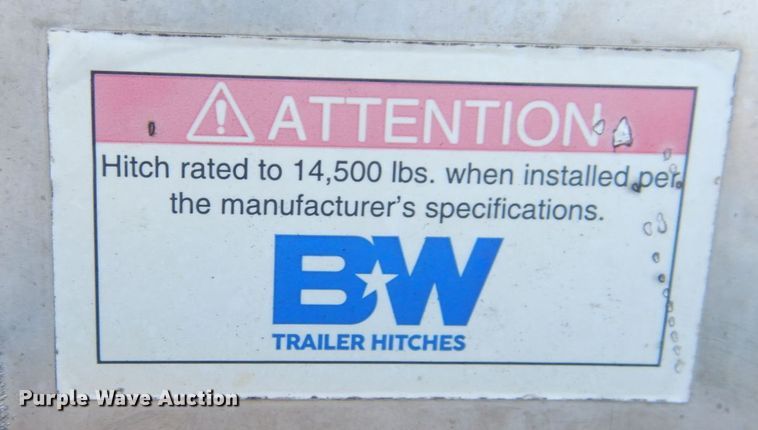 ATTENTION
Hitch rated to 14,500 lbs. when installed per
the manufacturer's specifications.
B★W
TRAILER HITCHES
Purple Wave Auction